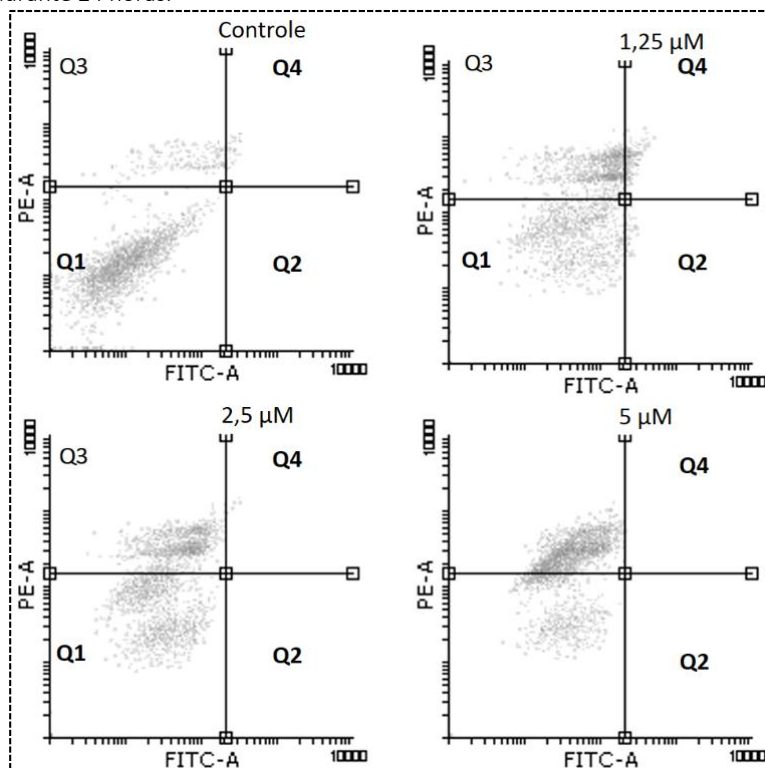 Controle
Q3
Q4
PE-A
Q1
Q2
FITC-A
1,25 µM
Q3
Q4
PE-A
Q1
Q2
FITC-A
2,5 µM
Q3
Q4
PE-A
Q1
Q2
FITC-A
5 µM
Q4
PE-A
Q2
FITC-A